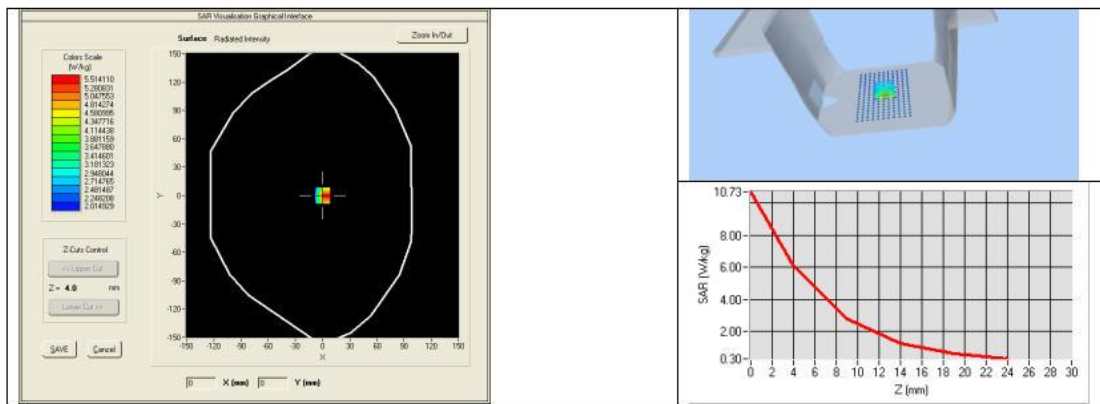 SAR Visualisation Graphical Interface
Surface Radiated Intensity
Zoom In/Out
Colors Scale
(W/kg)
5.514110
5.280831
5.047553
4.814274
4.580995
4.347716
4.114438
3.881159
3.647880
3.414601
3.181323
2.948044
2.714765
2.481487
2.248208
2.014929
Z-Cuts Control
<< Upper Cut
Z = 4.0 mm
Lower Cut >>
SAVE Cancel
150
120
90
60
30
0
-30
-60
-90
-120
-150
Y
-150 -120 -90 -60 -30 0 30 60 90 120 150
X
0 X (mm) 0 Y (mm)
10.73
8.00
6.00
4.00
2.00
0.30
SAR (W/kg)
0 2 4 6 8 10 12 14 16 18 20 22 24 26 28 30
Z (mm)